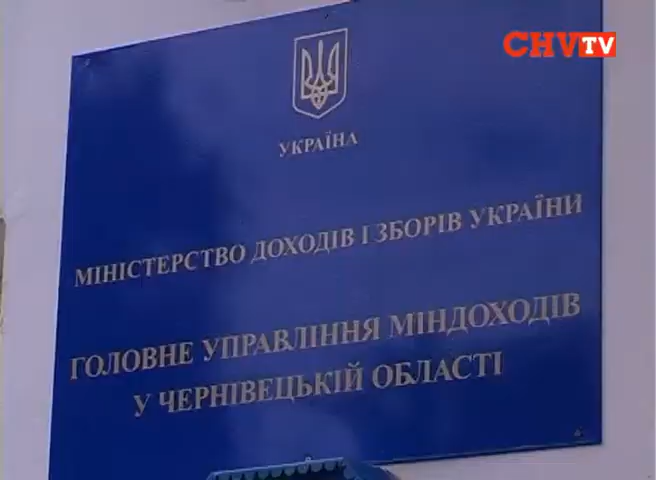 CHVTV
УКРАЇНА
МІНІСТЕРСТВО ДОХОДІВ І ЗБОРІВ УКРАЇНИ
ГОЛОВНЕ УПРАВЛІННЯ МІНДОХОДІВ
У ЧЕРНІВЕЦЬКІЙ ОБЛАСТІ